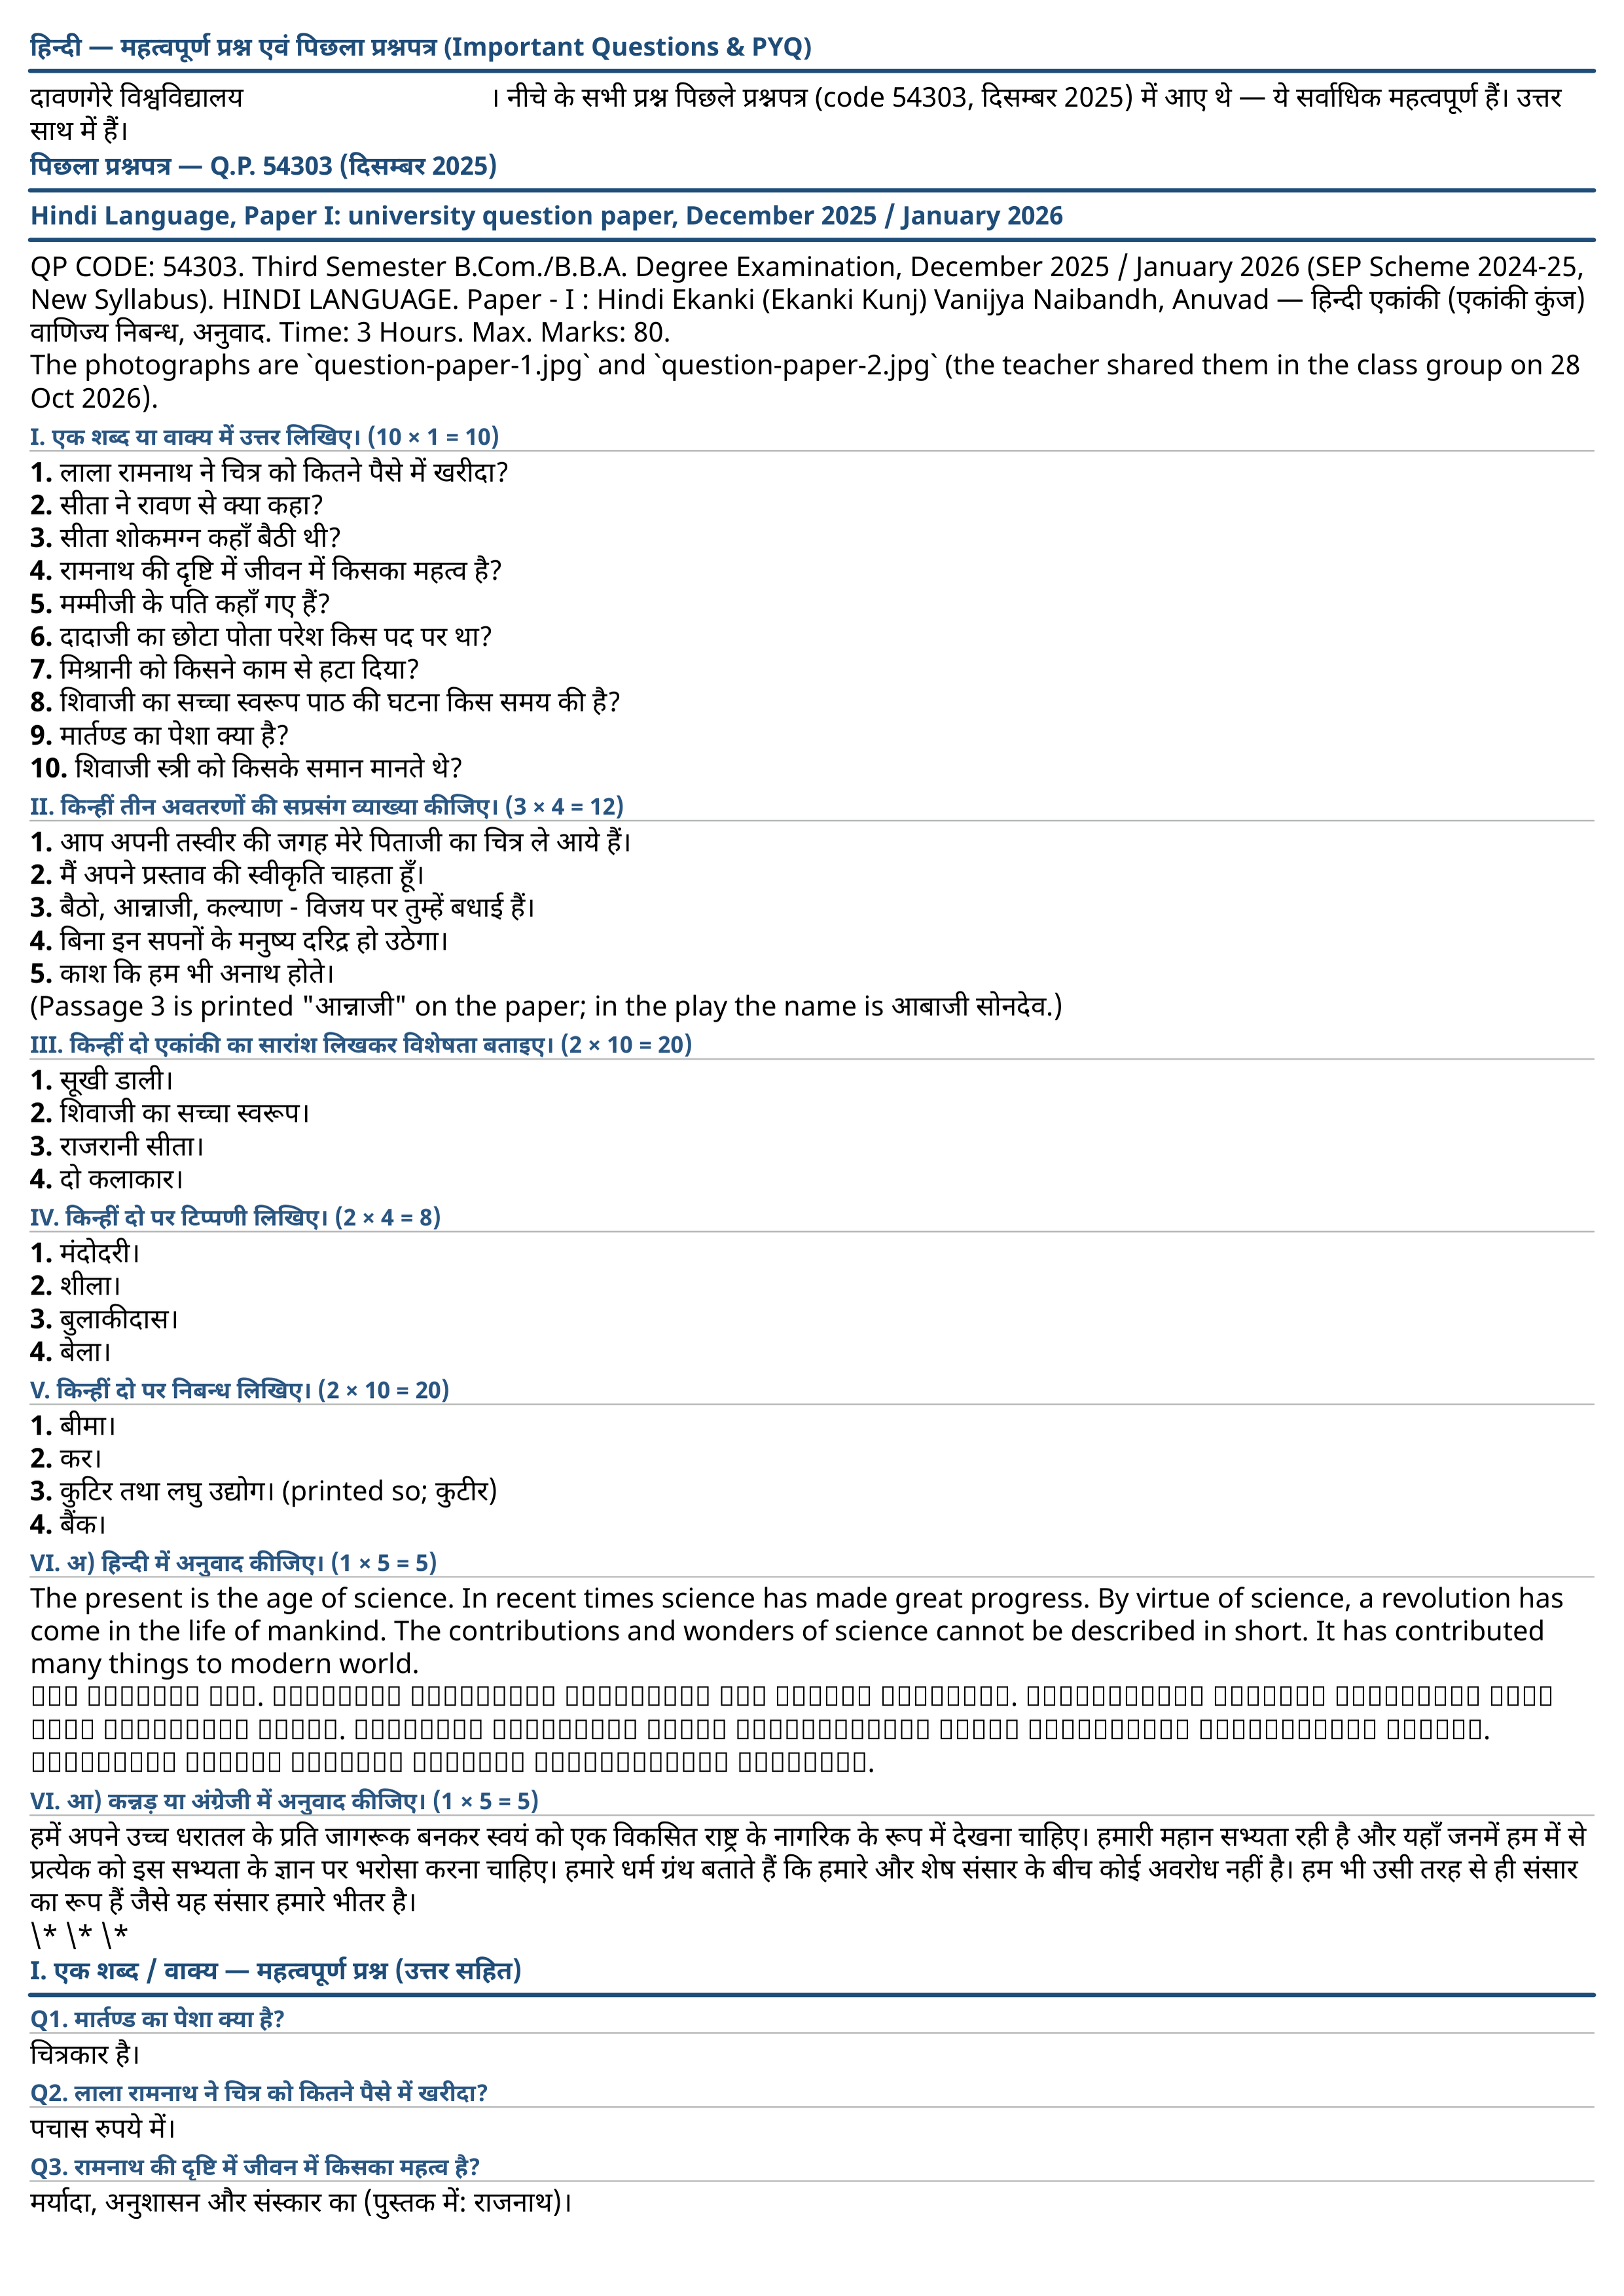 हिन्दी — महत्वपूर्ण प्रश्न एवं पिछला प्रश्नपत्र (Important Questions & PYQ)
दावणगेरे विश्वविद्यालय । नीचे के सभी प्रश्न पिछले प्रश्नपत्र (code 54303, दिसम्बर 2025) में आए थे — ये सर्वाधिक महत्वपूर्ण हैं। उत्तर
साथ में हैं।
पिछला प्रश्नपत्र — Q.P. 54303 (दिसम्बर 2025)
Hindi Language, Paper I: university question paper, December 2025 / January 2026
QP CODE: 54303. Third Semester B.Com./B.B.A. Degree Examination, December 2025 / January 2026 (SEP Scheme 2024-25,
New Syllabus). HINDI LANGUAGE. Paper - I : Hindi Ekanki (Ekanki Kunj) Vanijya Naibandh, Anuvad — हिन्दी एकांकी (एकांकी कुंज)
वाणिज्य निबन्ध, अनुवाद. Time: 3 Hours. Max. Marks: 80.
The photographs are `question-paper-1.jpg` and `question-paper-2.jpg` (the teacher shared them in the class group on 28
Oct 2026).
I. एक शब्द या वाक्य में उत्तर लिखिए। (10 × 1 = 10)
1. लाला रामनाथ ने चित्र को कितने पैसे में खरीदा?
2. सीता ने रावण से क्या कहा?
3. सीता शोकमग्न कहाँ बैठी थी?
4. रामनाथ की दृष्टि में जीवन में किसका महत्व है?
5. मम्मीजी के पति कहाँ गए हैं?
6. दादाजी का छोटा पोता परेश किस पद पर था?
7. मिश्रानी को किसने काम से हटा दिया?
8. शिवाजी का सच्चा स्वरूप पाठ की घटना किस समय की है?
9. मार्तण्ड का पेशा क्या है?
10. शिवाजी स्त्री को किसके समान मानते थे?
II. किन्हीं तीन अवतरणों की सप्रसंग व्याख्या कीजिए। (3 × 4 = 12)
1. आप अपनी तस्वीर की जगह मेरे पिताजी का चित्र ले आये हैं।
2. मैं अपने प्रस्ताव की स्वीकृति चाहता हूँ।
3. बैठो, आन्नाजी, कल्याण - विजय पर तुम्हें बधाई हैं।
4. बिना इन सपनों के मनुष्य दरिद्र हो उठेगा।
5. काश कि हम भी अनाथ होते।
(Passage 3 is printed "आन्नाजी" on the paper; in the play the name is आबाजी सोनदेव.)
III. किन्हीं दो एकांकी का सारांश लिखकर विशेषता बताइए। (2 × 10 = 20)
1. सूखी डाली।
2. शिवाजी का सच्चा स्वरूप।
3. राजरानी सीता।
4. दो कलाकार।
IV. किन्हीं दो पर टिप्पणी लिखिए। (2 × 4 = 8)
1. मंदोदरी।
2. शीला।
3. बुलाकीदास।
4. बेला।
V. किन्हीं दो पर निबन्ध लिखिए। (2 × 10 = 20)
1. बीमा।
2. कर।
3. कुटिर तथा लघु उद्योग। (printed so; कुटीर)
4. बैंक।
VI. अ) हिन्दी में अनुवाद कीजिए। (1 × 5 = 5)
The present is the age of science. In recent times science has made great progress. By virtue of science, a revolution has
come in the life of mankind. The contributions and wonders of science cannot be described in short. It has contributed
many things to modern world.
VI. आ) कन्नड़ या अंग्रेजी में अनुवाद कीजिए। (1 × 5 = 5)
हमें अपने उच्च धरातल के प्रति जागरूक बनकर स्वयं को एक विकसित राष्ट्र के नागरिक के रूप में देखना चाहिए। हमारी महान सभ्यता रही है और यहाँ जनमें हम में से
प्रत्येक को इस सभ्यता के ज्ञान पर भरोसा करना चाहिए। हमारे धर्म ग्रंथ बताते हैं कि हमारे और शेष संसार के बीच कोई अवरोध नहीं है। हम भी उसी तरह से ही संसार
का रूप हैं जैसे यह संसार हमारे भीतर है।
\* \* \*
I. एक शब्द / वाक्य — महत्वपूर्ण प्रश्न (उत्तर सहित)
Q1. मार्तण्ड का पेशा क्या है?
चित्रकार है।
Q2. लाला रामनाथ ने चित्र को कितने पैसे में खरीदा?
पचास रुपये में।
Q3. रामनाथ की दृष्टि में जीवन में किसका महत्व है?
मर्यादा, अनुशासन और संस्कार का (पुस्तक में: राजनाथ)।